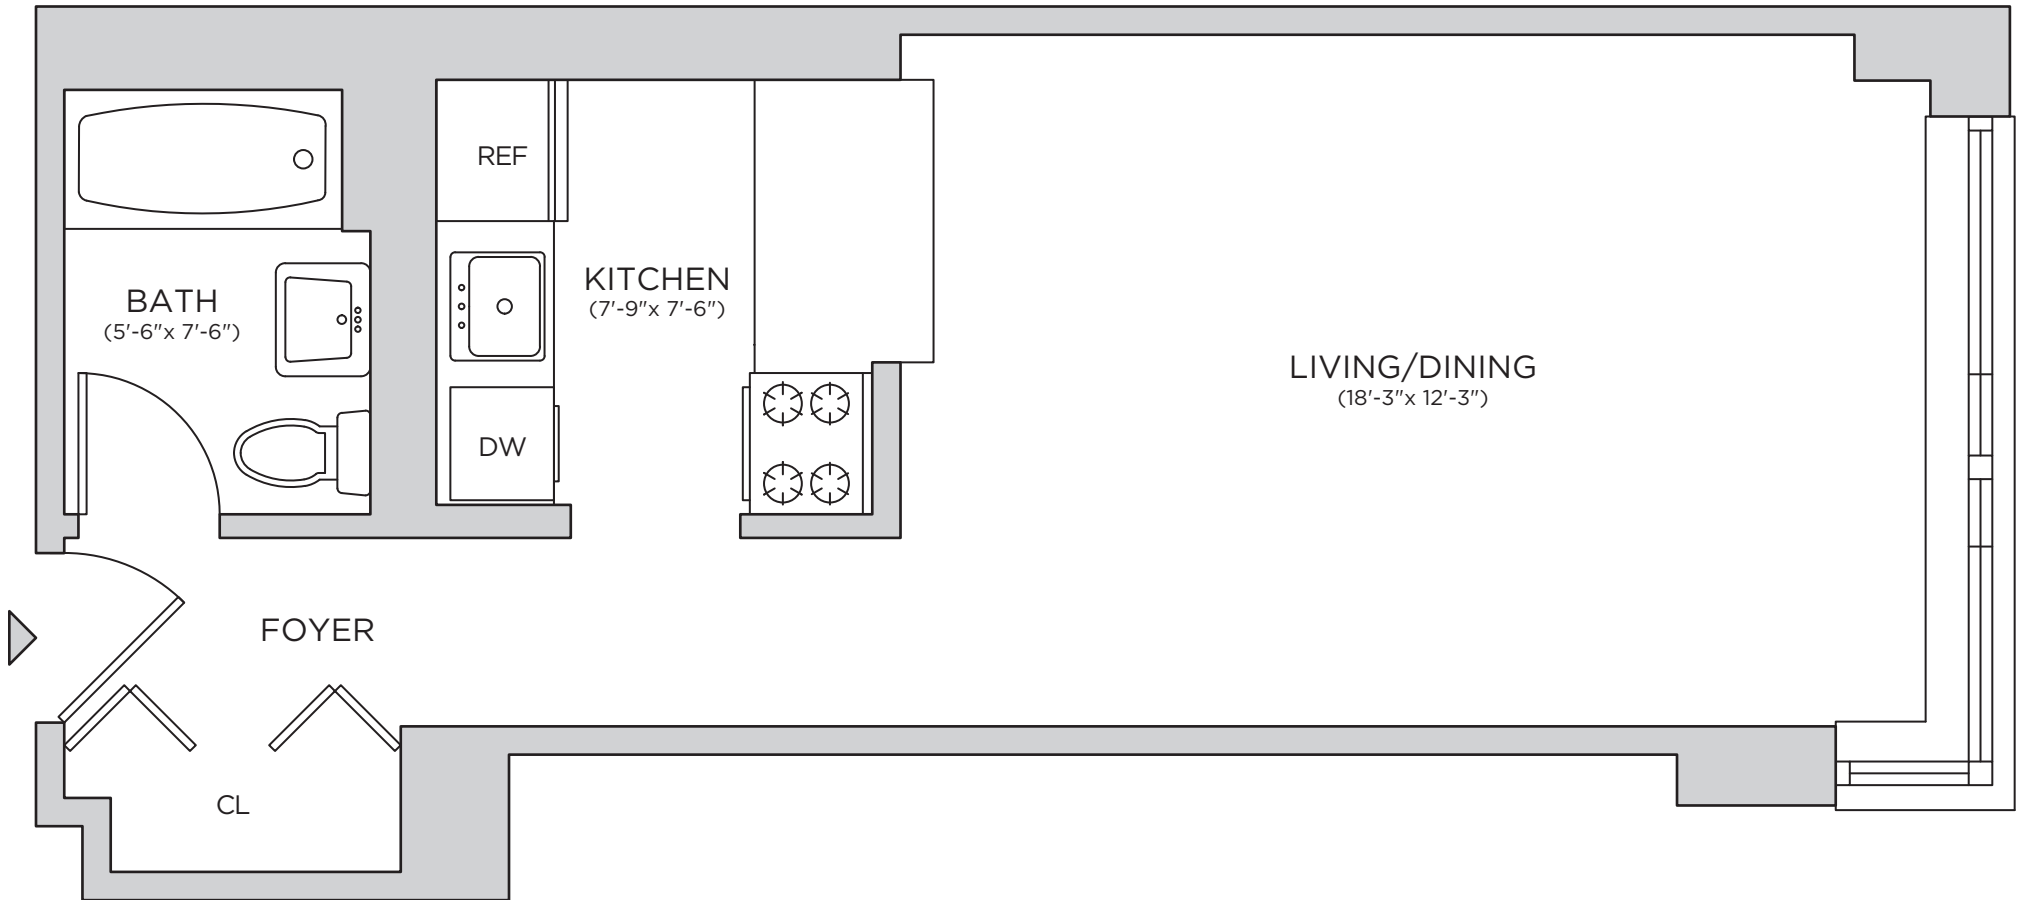 REF
KITCHEN
(7'-9"x 7'-6")
BATH
(5'-6"x 7'-6")
LIVING/DINING
(18'-3"x 12'-3")
DW
FOYER
CL